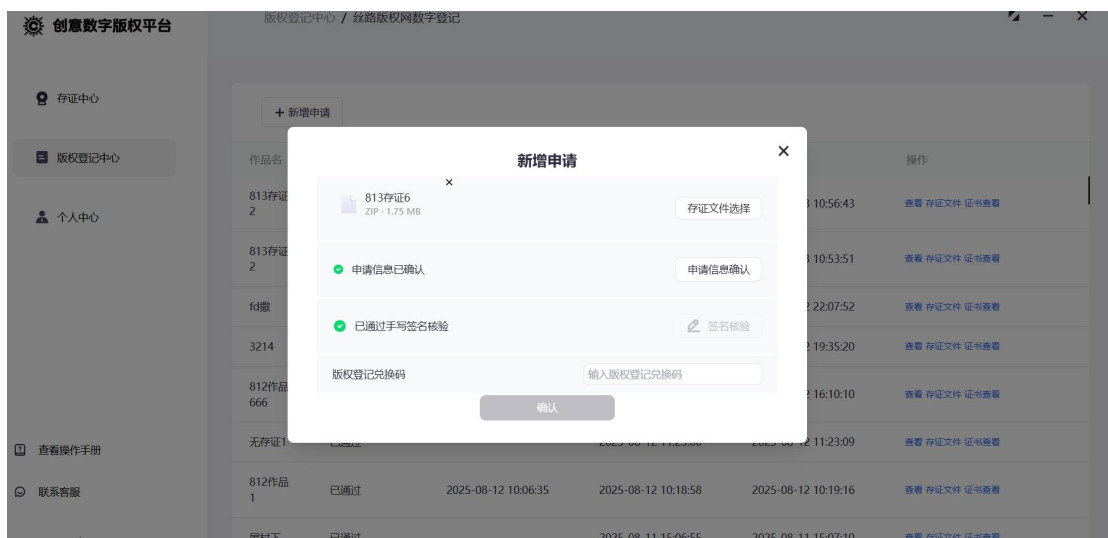 创意数字版权平台
版权登记中心 / 丝路版权网数字登记
存证中心
版权登记中心
个人中心
查看操作手册
联系客服
+ 新增申请
作品名
操作
813存证
2
10:56:43
查看 存证文件 证书查看
813存证
2
10:53:51
查看 存证文件 证书查看
fd撒
22:07:52
查看 存证文件 证书查看
3214
19:35:20
查看 存证文件 证书查看
812作品
666
16:10:10
查看 存证文件 证书查看
无存证1
11:23:09
查看 存证文件 证书查看
812作品
1
已通过
2025-08-12 10:06:35
2025-08-12 10:18:58
2025-08-12 10:19:16
查看 存证文件 证书查看
新增申请
813存证6
ZIP · 1.75 MB
存证文件选择
申请信息已确认
申请信息确认
已通过手写签名核验
签名核验
版权登记兑换码
输入版权登记兑换码
确认